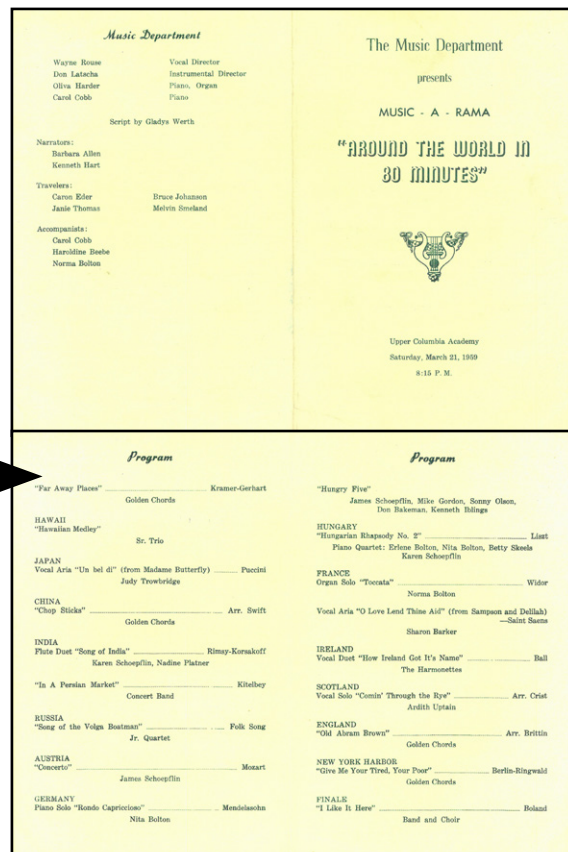 Music Department
Wayne Rouse Vocal Director
Don Latscha Instrumental Director
Oliva Harder Piano, Organ
Carol Cobb Piano
Script by Gladys Werth
Narrators:
Barbara Allen
Kenneth Hart
Travelers:
Caron Eder Bruce Johanson
Janie Thomas Melvin Smeland
Accompanists:
Carol Cobb
Haroldine Beebe
Norma Bolton
The Music Department
presents
MUSIC - A - RAMA
"AROUND THE WORLD IN
80 MINUTES"
Upper Columbia Academy
Saturday, March 21, 1959
8:15 P. M.
Program
"Far Away Places" Kramer-Gerhart
Golden Chords
HAWAII
"Hawaiian Medley"
Sr. Trio
JAPAN
Vocal Aria "Un bel di" (from Madame Butterfly) Puccini
Judy Trowbridge
CHINA
"Chop Sticks" Arr. Swift
Golden Chords
INDIA
Flute Duet "Song of India" Rimsy-Korsakoff
Karen Schoepflin, Nadine Platner
"In A Persian Market" Kitelbey
Concert Band
RUSSIA
"Song of the Volga Boatman" Folk Song
Jr. Quartet
AUSTRIA
"Concerto" Mozart
James Schoepflin
GERMANY
Piano Solo "Rondo Capriccioso" Mendelssohn
Nita Bolton
Program
"Hungry Five"
James Schoepflin, Mike Gordon, Sonny Olson,
Don Bakeman, Kenneth Ihlings
HUNGARY
"Hungarian Rhapsody No. 2" Liszt
Piano Quartet: Erlene Bolton, Nita Bolton, Betty Skeels
Karen Schoepflin
FRANCE
Organ Solo "Toccata" Widor
Norma Bolton
Vocal Aria "O Love Lend Thine Aid" (from Sampson and Delilah)
—Saint Saens
Sharon Barker
IRELAND
Vocal Duet "How Ireland Got It's Name" Ball
The Harmonettes
SCOTLAND
Vocal Solo "Comin' Through the Rye" Arr. Crist
Ardith Uptain
ENGLAND
"Old Abram Brown" Arr. Brittin
Golden Chords
NEW YORK HARBOR
"Give Me Your Tired, Your Poor" Berlin-Ringwald
Golden Chords
FINALE
"I Like It Here" Boland
Band and Choir